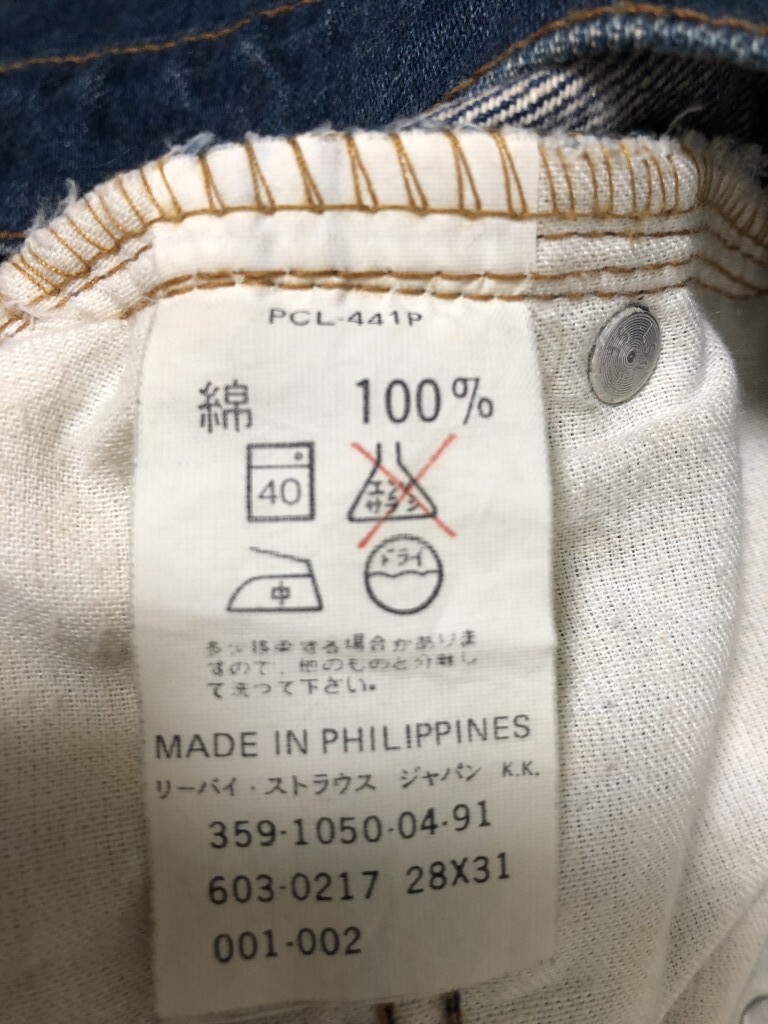 PCL-441P
綿 100%
40 エンソサラシ
中 ドライ
多少移染する場合がありま
すので、他のものと分離し
て洗って下さい。
MADE IN PHILIPPINES
リーバイ・ストラウス ジャパン K.K.
359-1050-04-91
603-0217 28X31
001-002